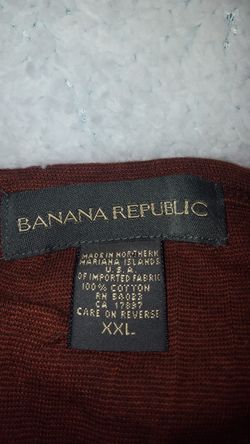 BANANA REPUBLIC
MADE IN NORTHERN
MARIANA ISLANDS
U.S.A.
OF IMPORTED FABRIC
100% COTTON
RN 54023
CA 17897
CARE ON REVERSE
XXL